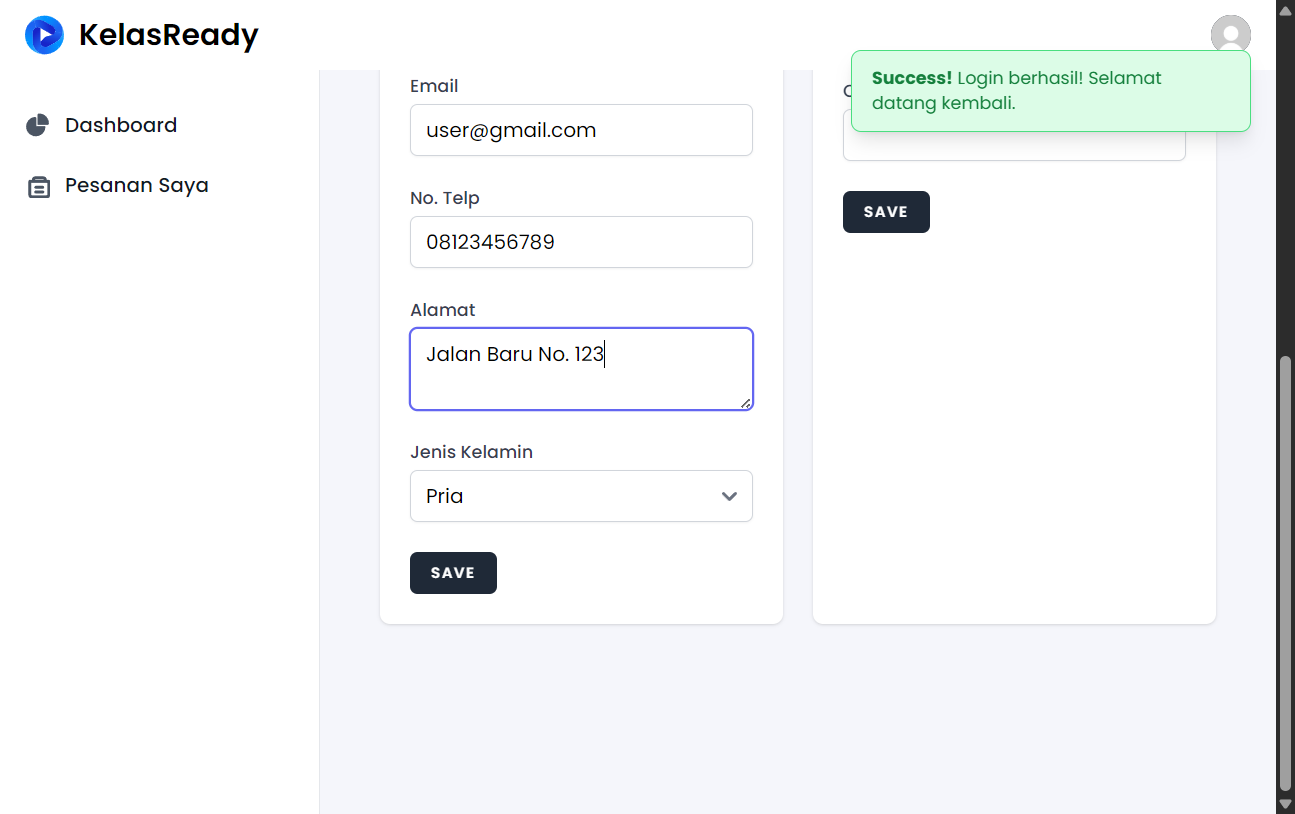 KelasReady
Success! Login berhasil! Selamat
datang kembali.
Dashboard
Pesanan Saya
Email
user@gmail.com
No. Telp
08123456789
Alamat
Jalan Baru No. 123
Jenis Kelamin
Pria
SAVE
SAVE